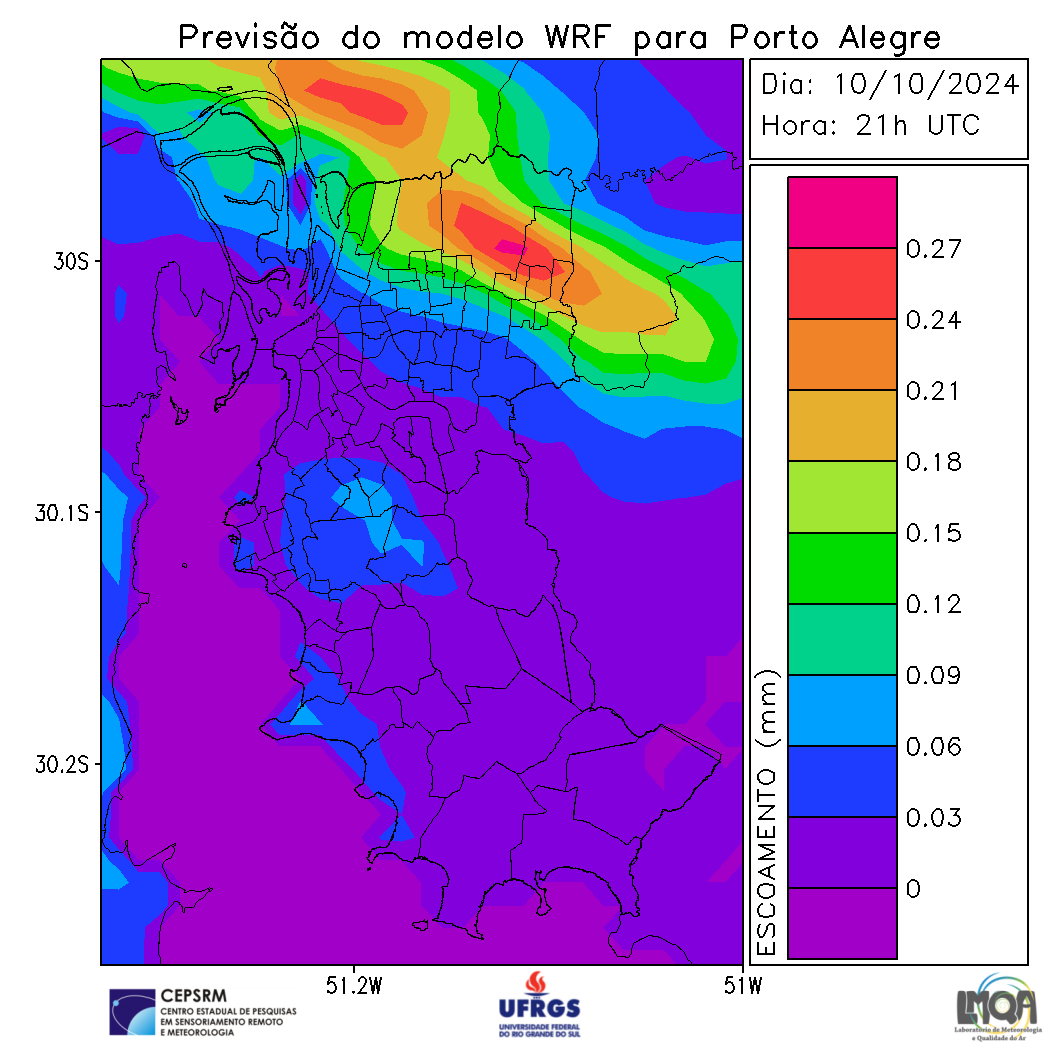 Previsão do modelo WRF para Porto Alegre
Dia: 10/10/2024
Hora: 21h UTC
30S
30.1S
30.2S
51.2W
51W
ESCOAMENTO (mm)
0.27
0.24
0.21
0.18
0.15
0.12
0.09
0.06
0.03
0
CEPSRM
CENTRO ESTADUAL DE PESQUISAS
EM SENSORIAMENTO REMOTO
E METEOROLOGIA
UFRGS
UNIVERSIDADE FEDERAL
DO RIO GRANDE DO SUL
LMQA
Laboratório de Meteorologia
e Qualidade do Ar